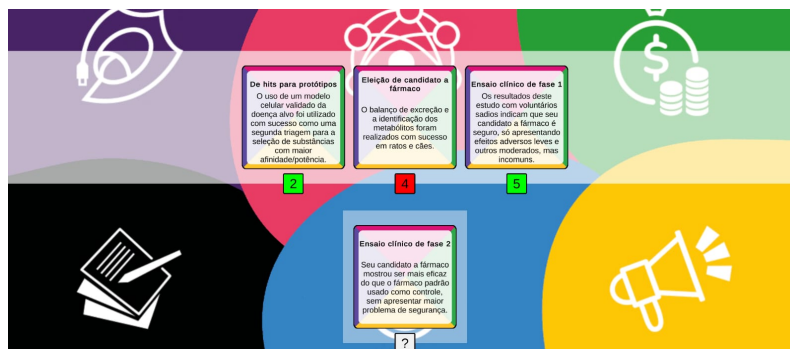 De hits para protótipos
O uso de um modelo
celular validado da
doença alvo foi utilizado
com sucesso como uma
segunda triagem para a
seleção de substâncias
com maior
afinidade/potência.
2
Eleição de candidato a
fármaco
O balanço de excreção e
a identificação dos
metabólitos foram
realizados com sucesso
em ratos e cães.
4
Ensaio clínico de fase 1
Os resultados deste
estudo com voluntários
sadios indicam que seu
candidato a fármaco é
seguro, só apresentando
efeitos adversos leves e
outros moderados, mas
incomuns.
5
Ensaio clínico de fase 2
Seu candidato a fármaco
mostrou ser mais eficaz
do que o fármaco padrão
usado como controle,
sem apresentar maior
problema de segurança.
?
$